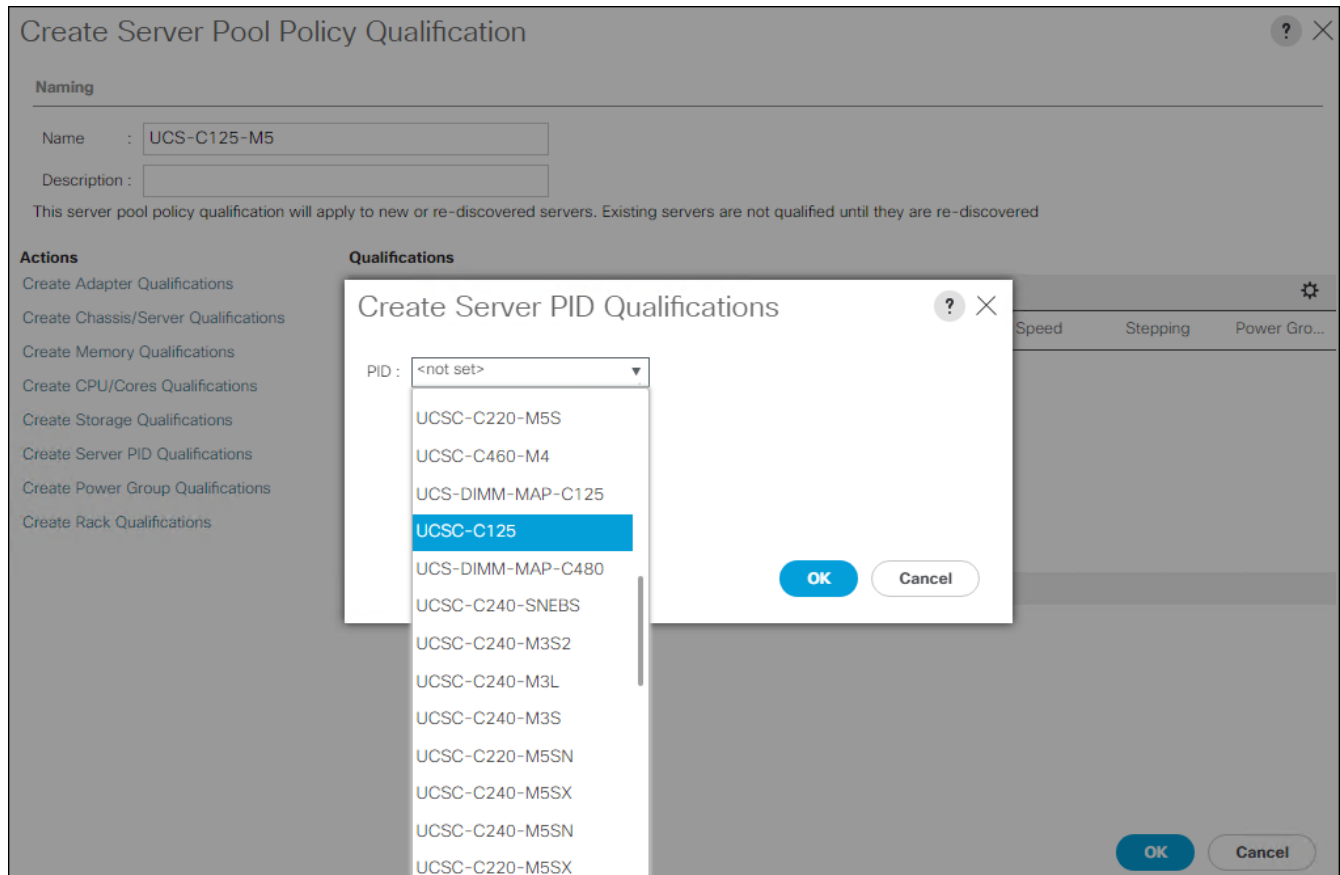 Create Server Pool Policy Qualification
?
Naming
Name : UCS-C125-M5
Description :
This server pool policy qualification will apply to new or re-discovered servers. Existing servers are not qualified until they are re-discovered
Actions
Create Adapter Qualifications
Create Chassis/Server Qualifications
Create Memory Qualifications
Create CPU/Cores Qualifications
Create Storage Qualifications
Create Server PID Qualifications
Create Power Group Qualifications
Create Rack Qualifications
Qualifications
Speed Stepping Power Gro...
Create Server PID Qualifications
?
PID : <not set>
UCSC-C220-M5S
UCSC-C460-M4
UCS-DIMM-MAP-C125
UCSC-C125
UCS-DIMM-MAP-C480
UCSC-C240-SNEBS
UCSC-C240-M3S2
UCSC-C240-M3L
UCSC-C240-M3S
UCSC-C220-M5SN
UCSC-C240-M5SX
UCSC-C240-M5SN
UCSC-C220-M5SX
OK Cancel
OK Cancel